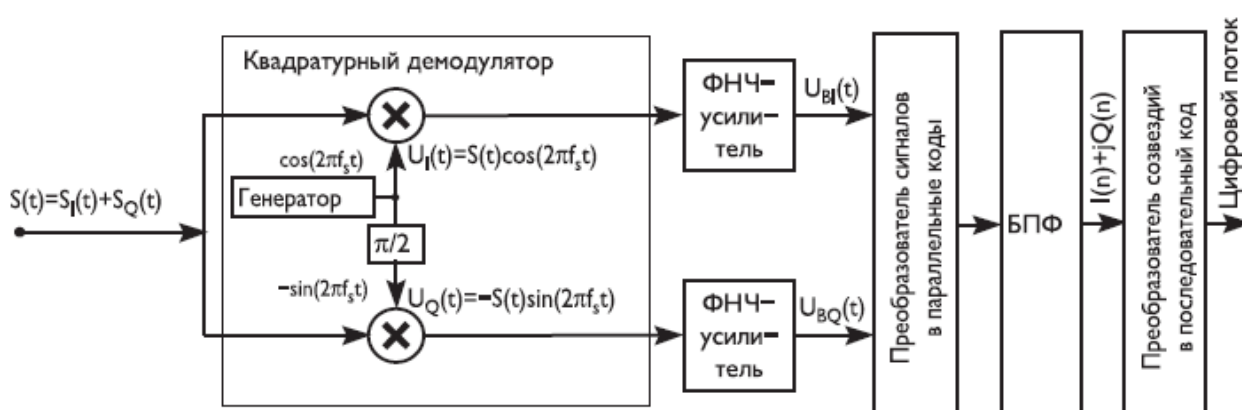 Квадратурный демодулятор
S(t)=S_I(t)+S_Q(t)
cos(2πf_st)
U_I(t)=S(t)cos(2πf_st)
Генератор
π/2
−sin(2πf_st)
U_Q(t)=−S(t)sin(2πf_st)
ФНЧ−
усили−
тель
U_BI(t)
ФНЧ−
усили−
тель
U_BQ(t)
Преобразователь сигналов
в параллельные коды
БПФ
I(n)+jQ(n)
Преобразователь созвездий
в последовательный код
Цифровой поток